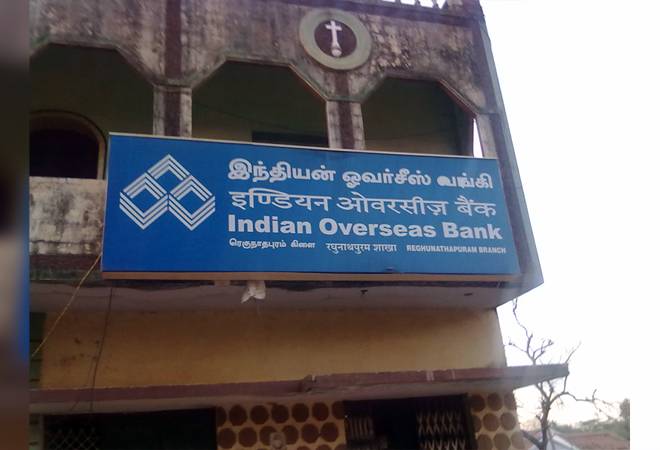 இந்தியன் ஓவர்சீஸ் வங்கி
इण्डियन ओवरसीज़ बैंक
Indian Overseas Bank
ரெகுநாதபுரம் கிளை रघुनाथपुरम शाखा REGHUNATHAPURAM BRANCH